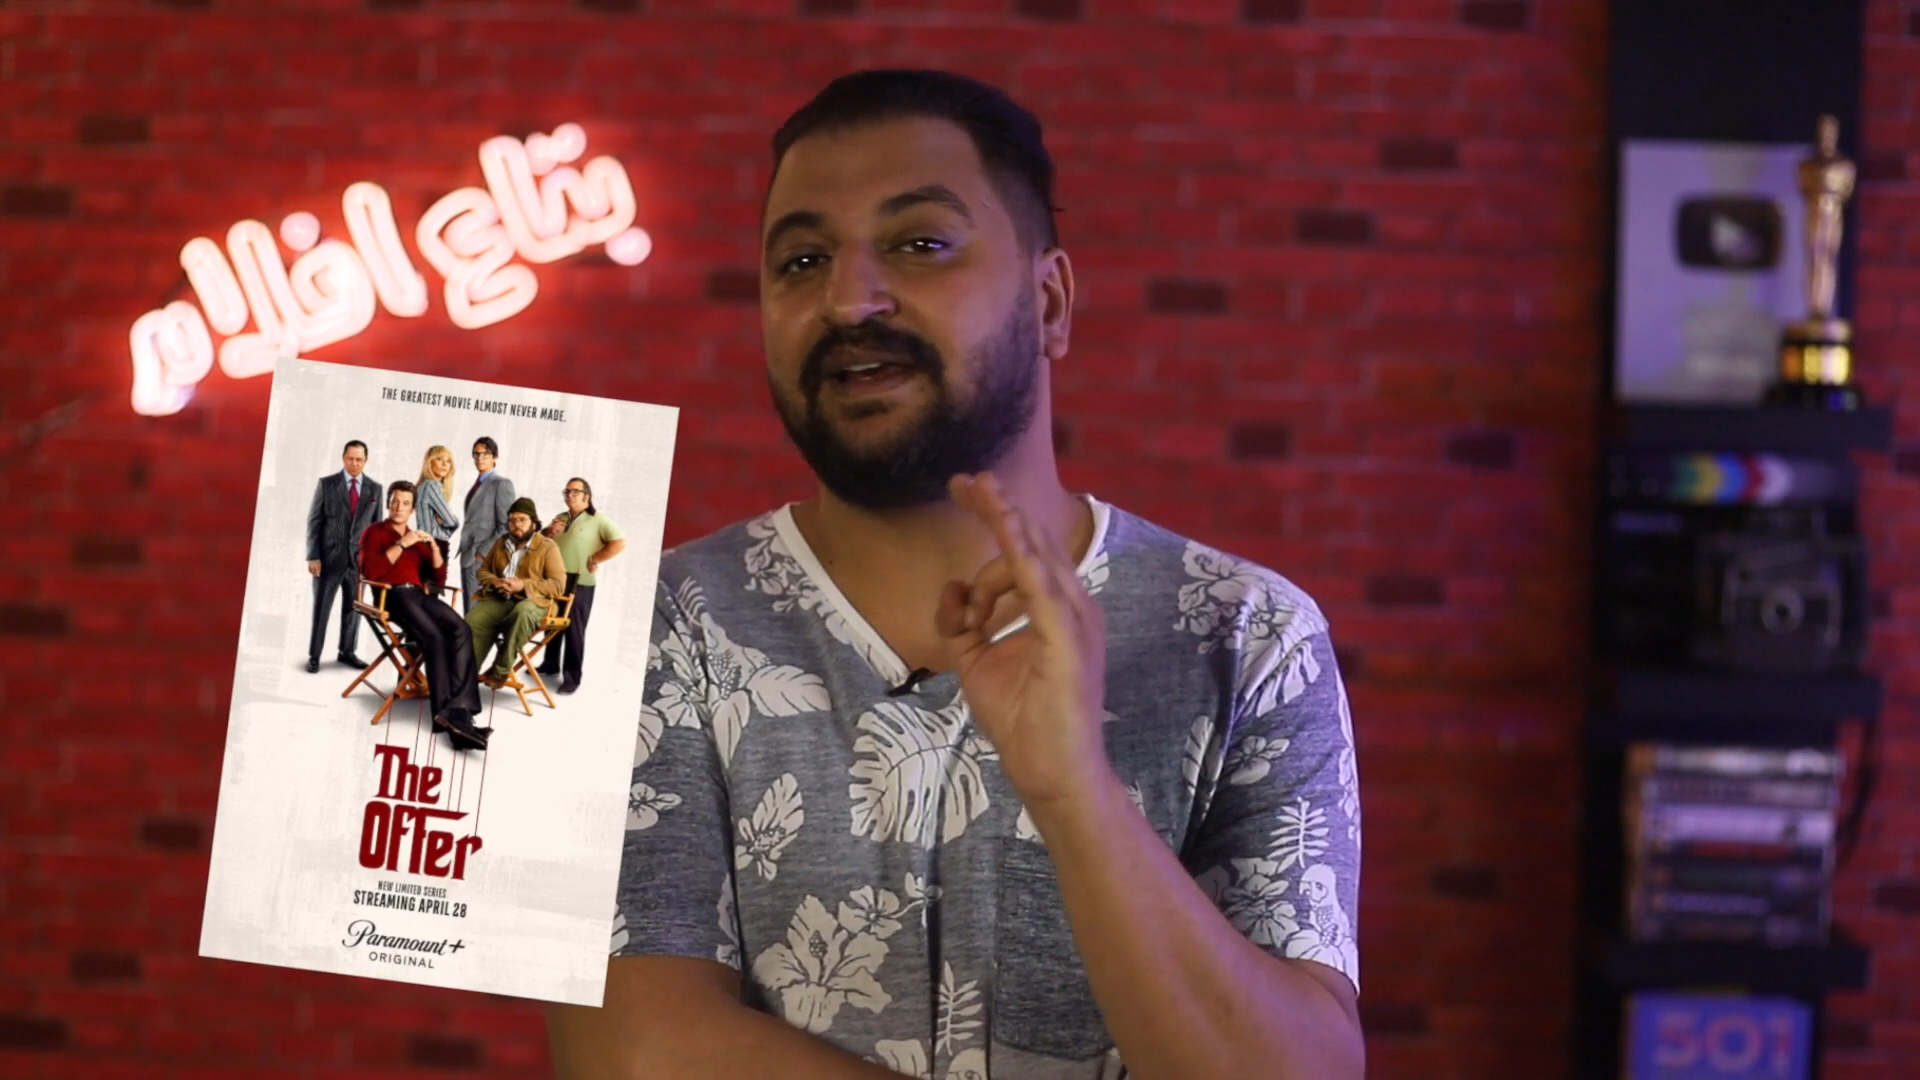 بتاع افلام
THE GREATEST MOVIE ALMOST NEVER MADE.
The
Offer
NEW LIMITED SERIES
STREAMING APRIL 28
Paramount+
ORIGINAL
501